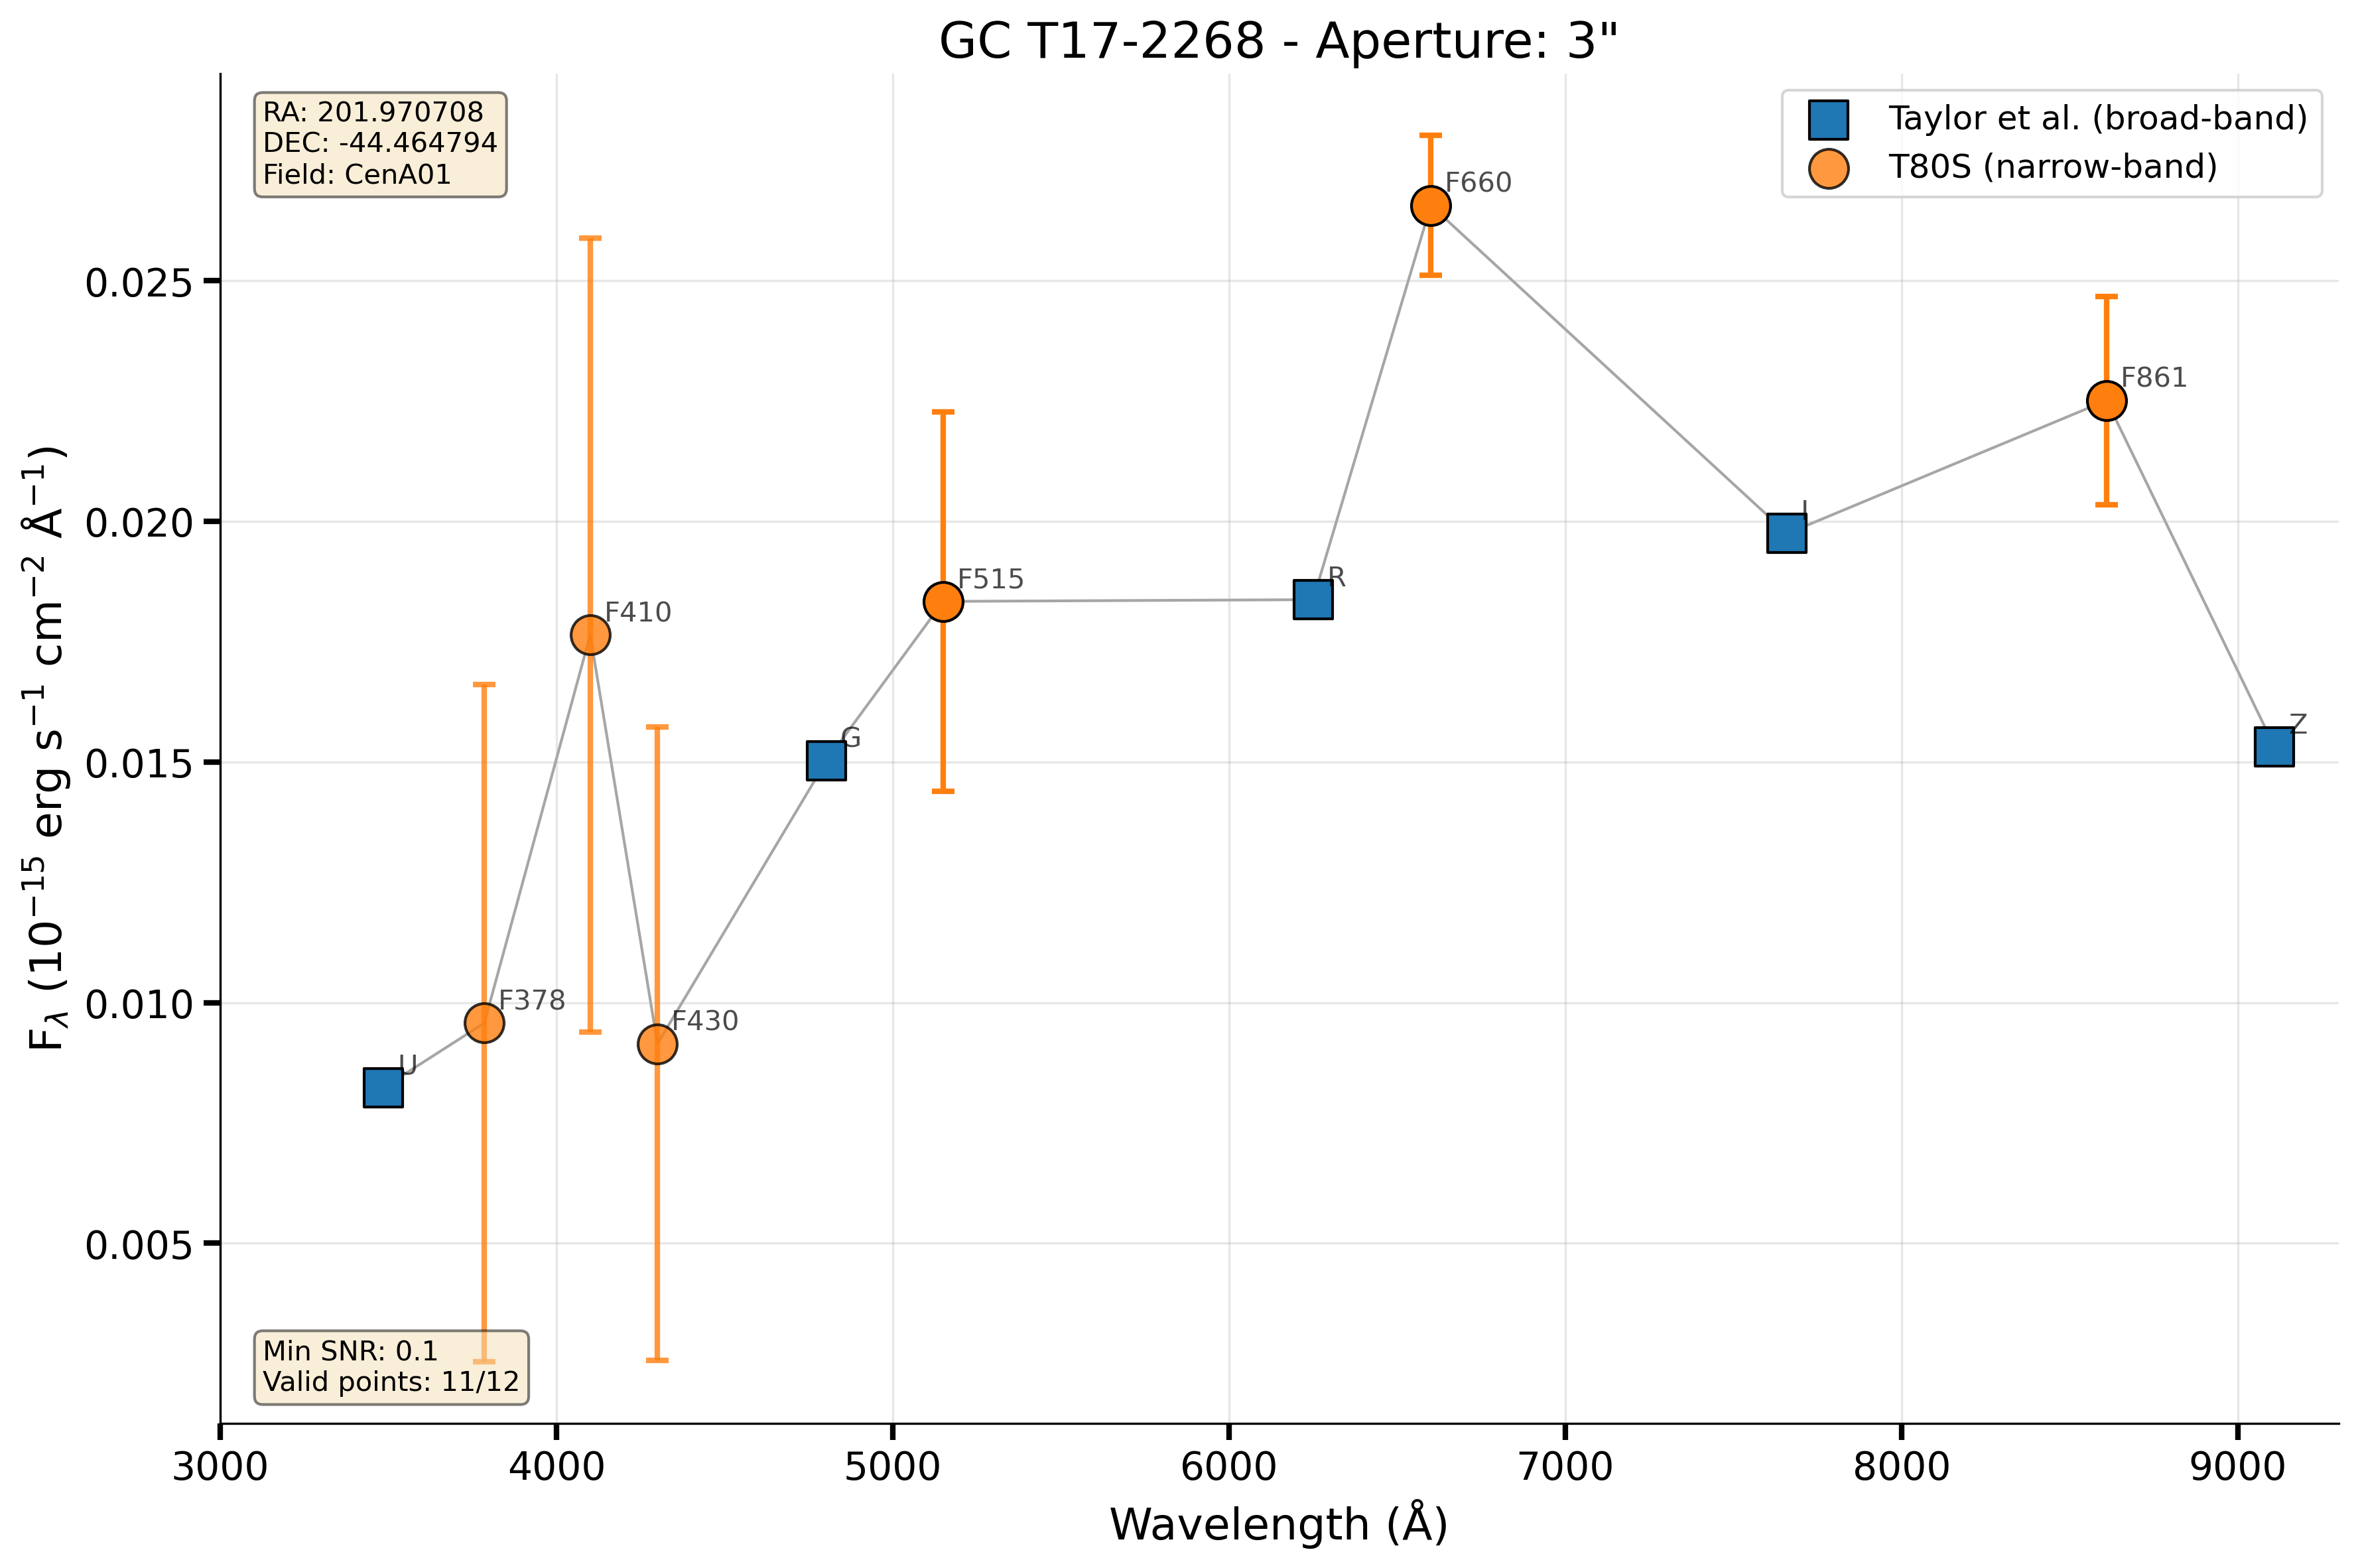 GC T17-2268 - Aperture: 3"
RA: 201.970708
DEC: -44.464794
Field: CenA01
Taylor et al. (broad-band)
T80S (narrow-band)
F660
F861
I
F515
R
F410
G
Z
F378
F430
U
Min SNR: 0.1
Valid points: 11/12
0.025
0.020
0.015
0.010
0.005
F_λ (10⁻¹⁵ erg s⁻¹ cm⁻² Å⁻¹)
3000 4000 5000 6000 7000 8000 9000
Wavelength (Å)